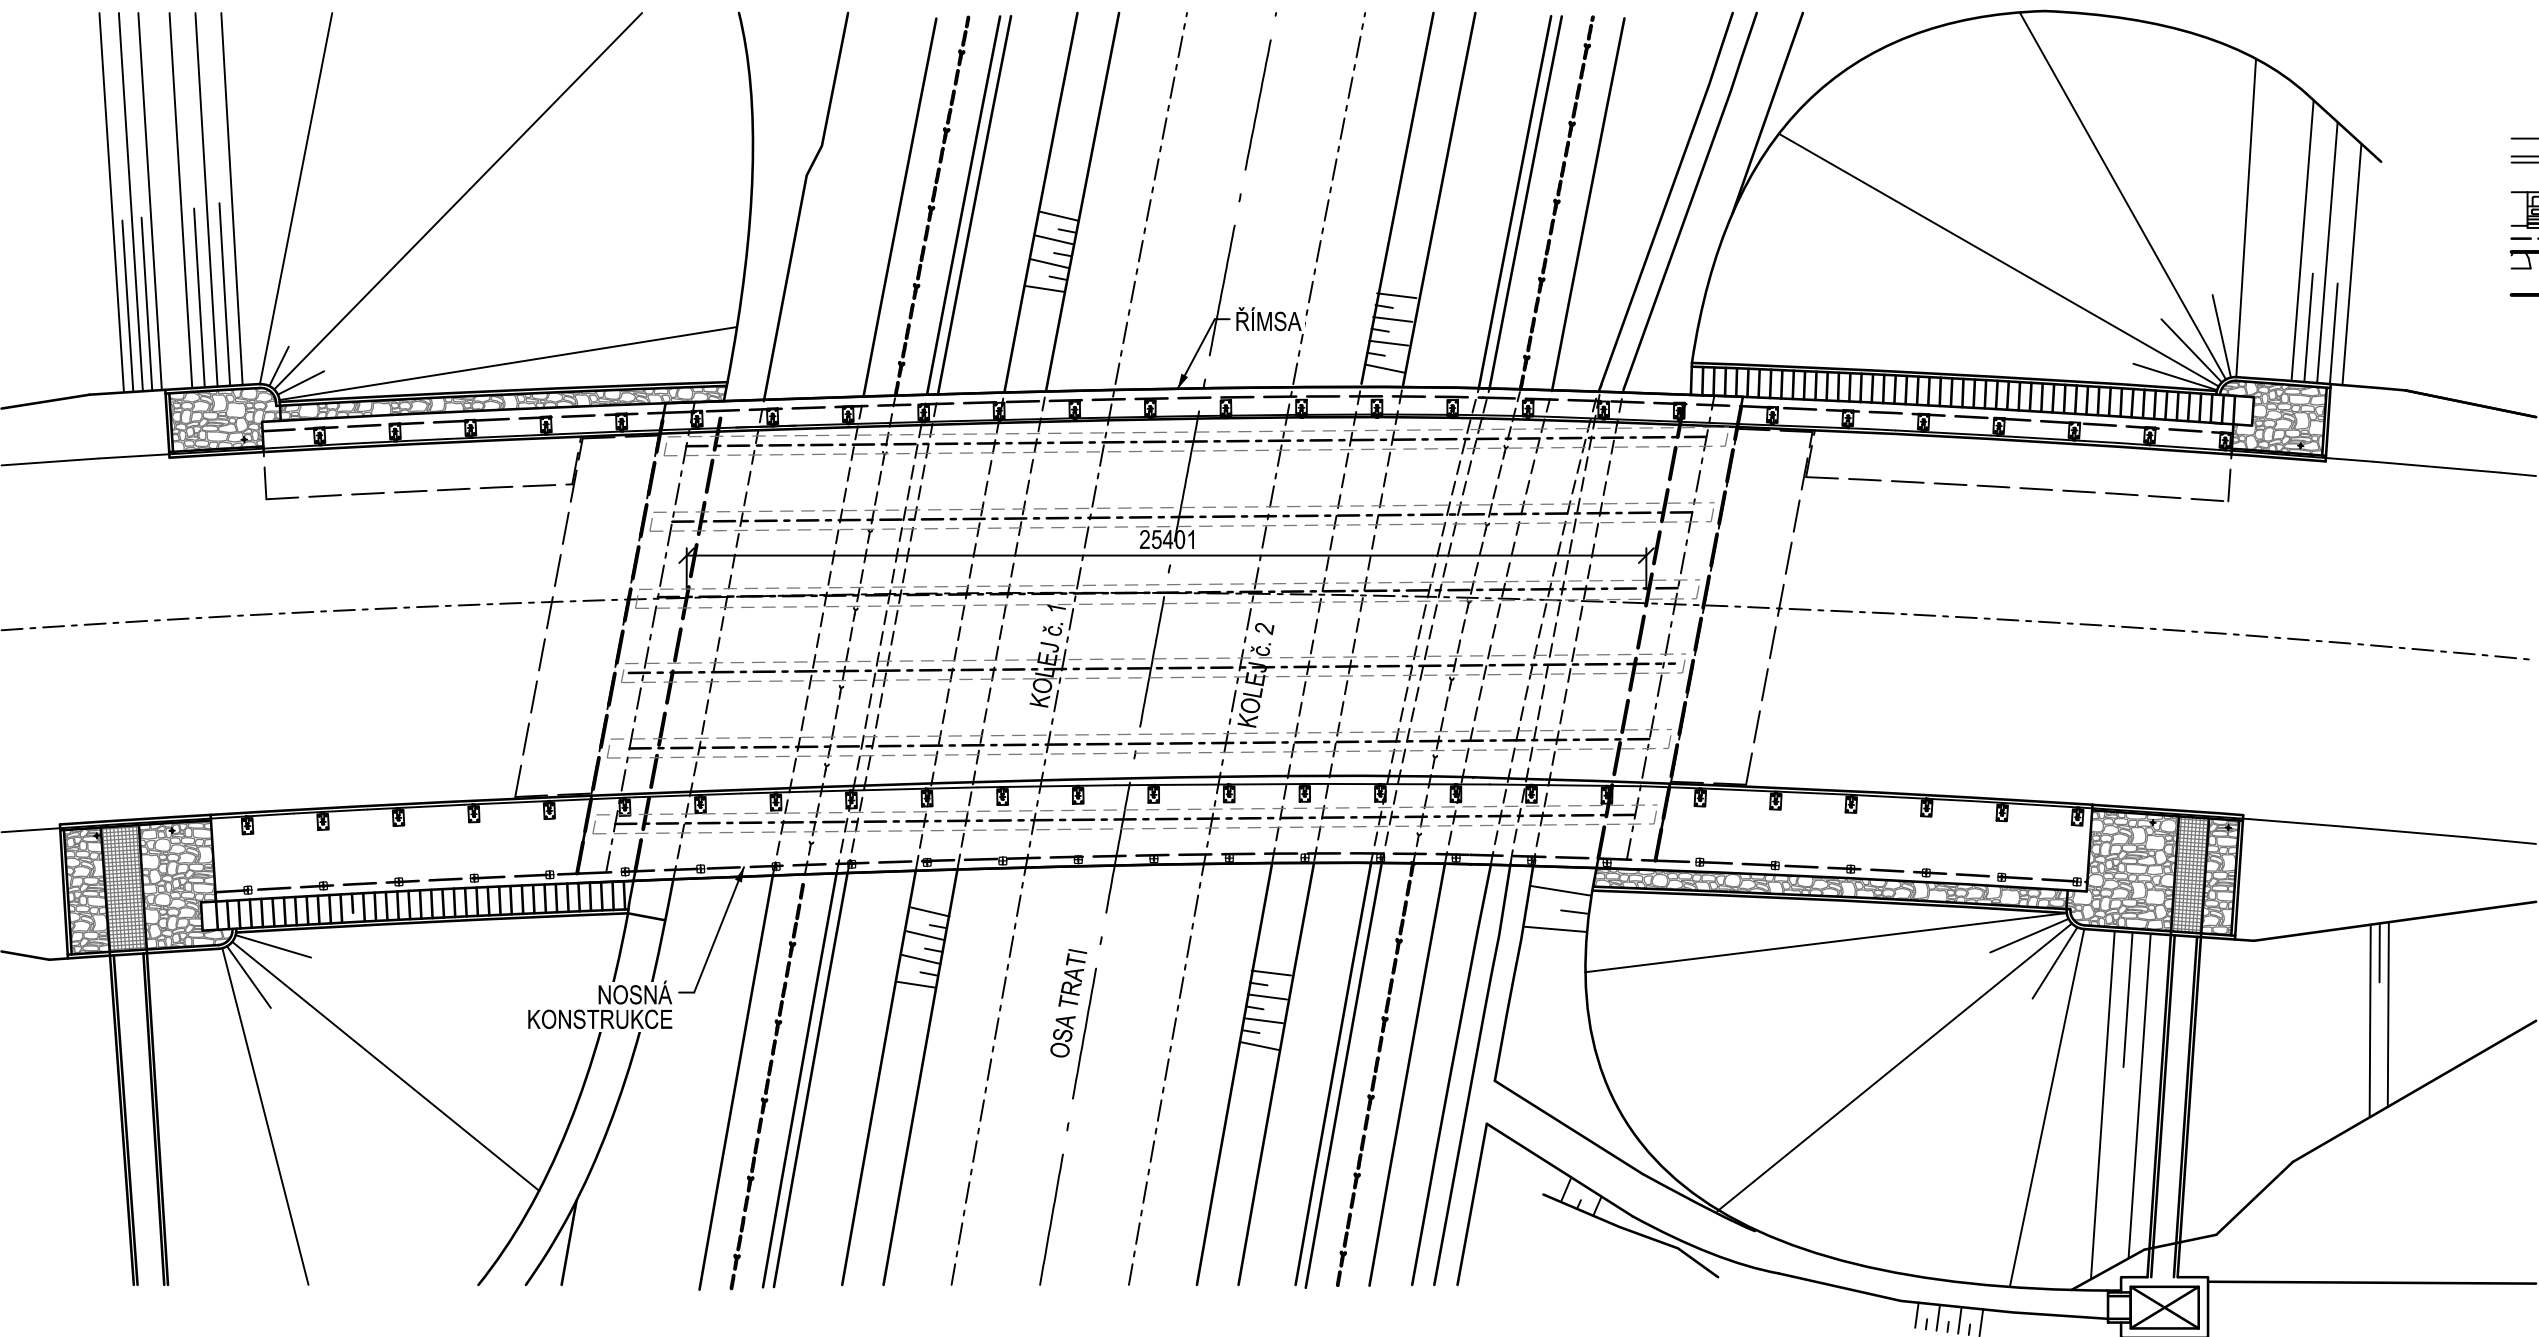 ŘÍMSA
25401
KOLEJ č. 1
KOLEJ č. 2
NOSNÁ
KONSTRUKCE
OSA TRATI